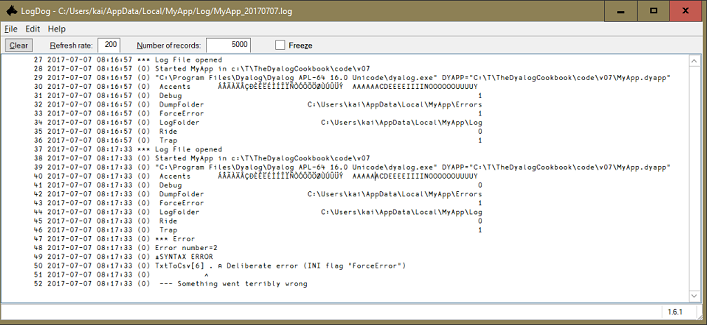 LogDog - C:/Users/kai/AppData/Local/MyApp/Log/MyApp_20170707.log
File Edit Help
Clear Refresh rate: 200 Number of records: 5000 Freeze
27 2017-07-07 08:16:57 *** Log File opened
28 2017-07-07 08:16:57 (0) Started MyApp in c:\T\TheDyalogCookbook\code\v07
29 2017-07-07 08:16:57 (0) "C:\Program Files\Dyalog\Dyalog APL-64 16.0 Unicode\dyalog.exe" DYAPP="C:\T\TheDyalogCookbook\code\v07\MyApp.dyapp"
30 2017-07-07 08:16:57 (0) Accents
31 2017-07-07 08:16:57 (0) Debug 1
32 2017-07-07 08:16:57 (0) DumpFolder C:\Users\kai\AppData\Local\MyApp\Errors
33 2017-07-07 08:16:57 (0) ForceError 1
34 2017-07-07 08:16:57 (0) LogFolder C:\Users\kai\AppData\Local\MyApp\Log
35 2017-07-07 08:16:57 (0) Ride 0
36 2017-07-07 08:16:57 (0) Trap 1
37 2017-07-07 08:17:33 *** Log File opened
38 2017-07-07 08:17:33 (0) Started MyApp in c:\T\TheDyalogCookbook\code\v07
39 2017-07-07 08:17:33 (0) "C:\Program Files\Dyalog\Dyalog APL-64 16.0 Unicode\dyalog.exe" DYAPP="C:\T\TheDyalogCookbook\code\v07\MyApp.dyapp"
40 2017-07-07 08:17:33 (0) Accents
41 2017-07-07 08:17:33 (0) Debug 0
42 2017-07-07 08:17:33 (0) DumpFolder C:\Users\kai\AppData\Local\MyApp\Errors
43 2017-07-07 08:17:33 (0) ForceError 1
44 2017-07-07 08:17:33 (0) LogFolder C:\Users\kai\AppData\Local\MyApp\Log
45 2017-07-07 08:17:33 (0) Ride 0
46 2017-07-07 08:17:33 (0) Trap 1
47 2017-07-07 08:17:33 (0) *** Error
48 2017-07-07 08:17:33 (0) Error number=2
49 2017-07-07 08:17:33 (0) ⍎SYNTAX ERROR
50 2017-07-07 08:17:33 (0) TxtToCsv[6] . ⍝ Deliberate error (INI flag "ForceError")
51 2017-07-07 08:17:33 (0) ^
52 2017-07-07 08:17:33 (0) --- Something went terribly wrong
1.6.1